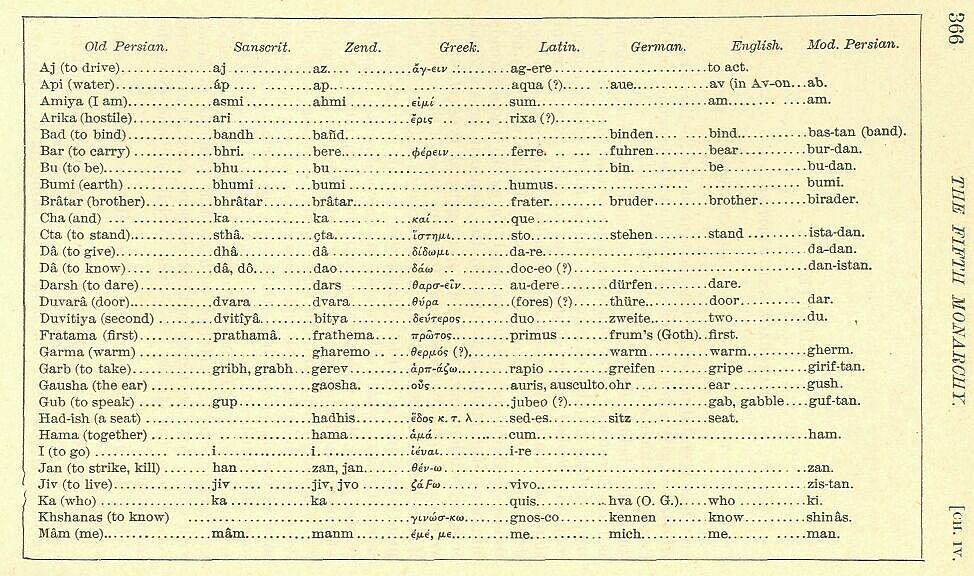 366
THE FIFTH MONARCHY.
[CH. IV.
Old Persian. Sanscrit. Zend. Greek. Latin. German. English. Mod. Persian.
Aj (to drive) aj az ἄγ-ειν ag-ere to act.
Api (water) âp ap aqua (?) aue av (in Av-on ab.
Amiya (I am) asmi ahmi εἰμί sum am am.
Arika (hostile) ari ἔρις rixa (?)
Bad (to bind) bandh bañd binden bind bas-tan (band).
Bar (to carry) bhri. bere φέρειν ferre. fuhren bear bur-dan.
Bu (to be) bhu bu bin. be bu-dan.
Bumi (earth) bhumi bumi humus bumi.
Brâtar (brother) bhrâtar brâtar frater bruder brother birader.
Cha (and) ka ka καί que
Cta (to stand) sthâ çta ἵστημι sto stehen stand ista-dan.
Dâ (to give) dhâ dâ δίδωμι da-re da-dan.
Dâ (to know) dâ, dô dao δάω doc-eo (?) dan-istan.
Darsh (to dare) dars θαρσ-εῖν au-dere dürfen dare.
Duvarâ (door) dvara dvara θύρα (fores) (?) thüre door dar.
Duvitiya (second) dvitîyâ bitya δεύτερος duo zweite two du.
Fratama (first) prathamâ. frathema πρῶτος primus frum's (Goth). first.
Garma (warm) gharemo θερμός (?). warm warm gherm.
Garb (to take) gribh, grabh gerev ἁρπ-άζω rapio greifen gripe girif-tan.
Gausha (the ear) gaosha. οὖς auris, ausculto. ohr ear gush.
Gub (to speak) gup jubeo (?) gab, gabble guf-tan.
Had-ish (a seat) hadhis ἕδος κ. τ. λ sed-es sitz seat.
Hama (together) hama ἁμά cum ham.
I (to go) i i ἰέναι i-re
Jan (to strike, kill) han zan, jan θέν-ω zan.
Jiv (to live) jiv jiv, jvo ζάϝω vivo zis-tan.
Ka (who) ka ka quis hva (O. G.) who ki.
Khshanas (to know) γινώσ-κω gnos-co kennen know shinâs.
Mâm (me) mâm manm ἐμέ, με me mich me man.